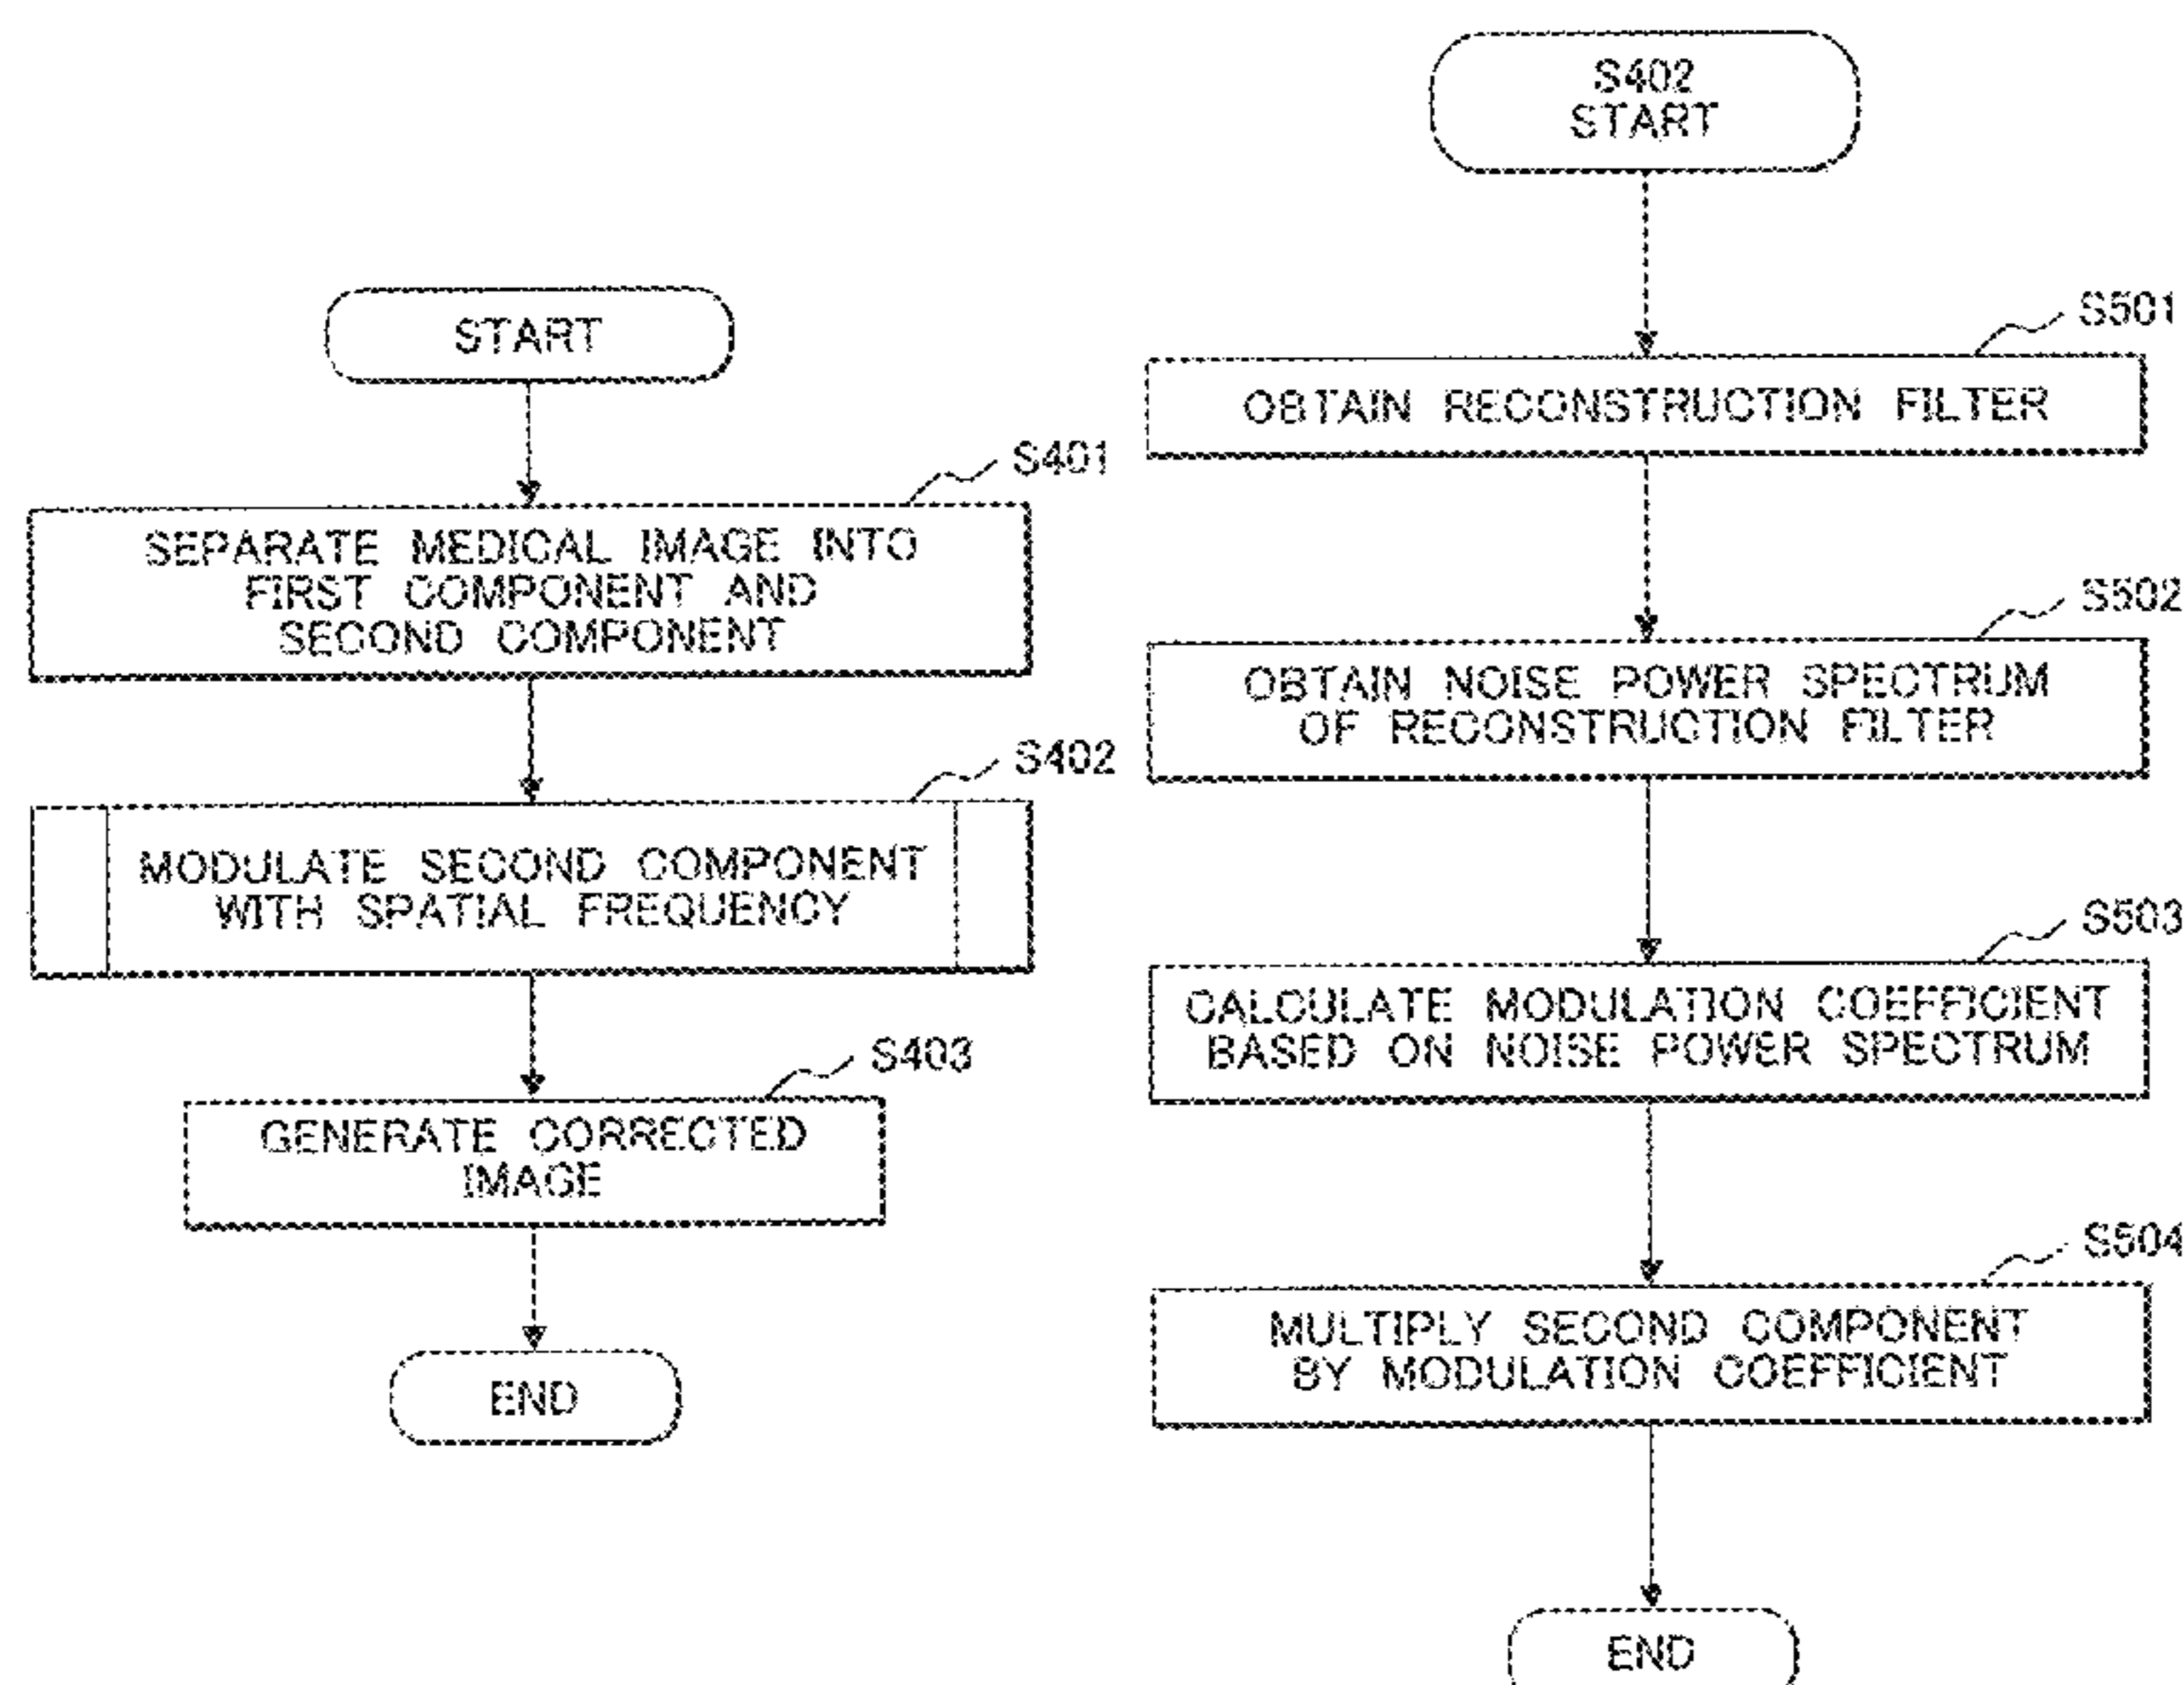 START
S401
SEPARATE MEDICAL IMAGE INTO
FIRST COMPONENT AND
SECOND COMPONENT
S402
MODULATE SECOND COMPONENT
WITH SPATIAL FREQUENCY
S403
GENERATE CORRECTED
IMAGE
END
S402
START
S501
OBTAIN RECONSTRUCTION FILTER
S502
OBTAIN NOISE POWER SPECTRUM
OF RECONSTRUCTION FILTER
S503
CALCULATE MODULATION COEFFICIENT
BASED ON NOISE POWER SPECTRUM
S504
MULTIPLY SECOND COMPONENT
BY MODULATION COEFFICIENT
END